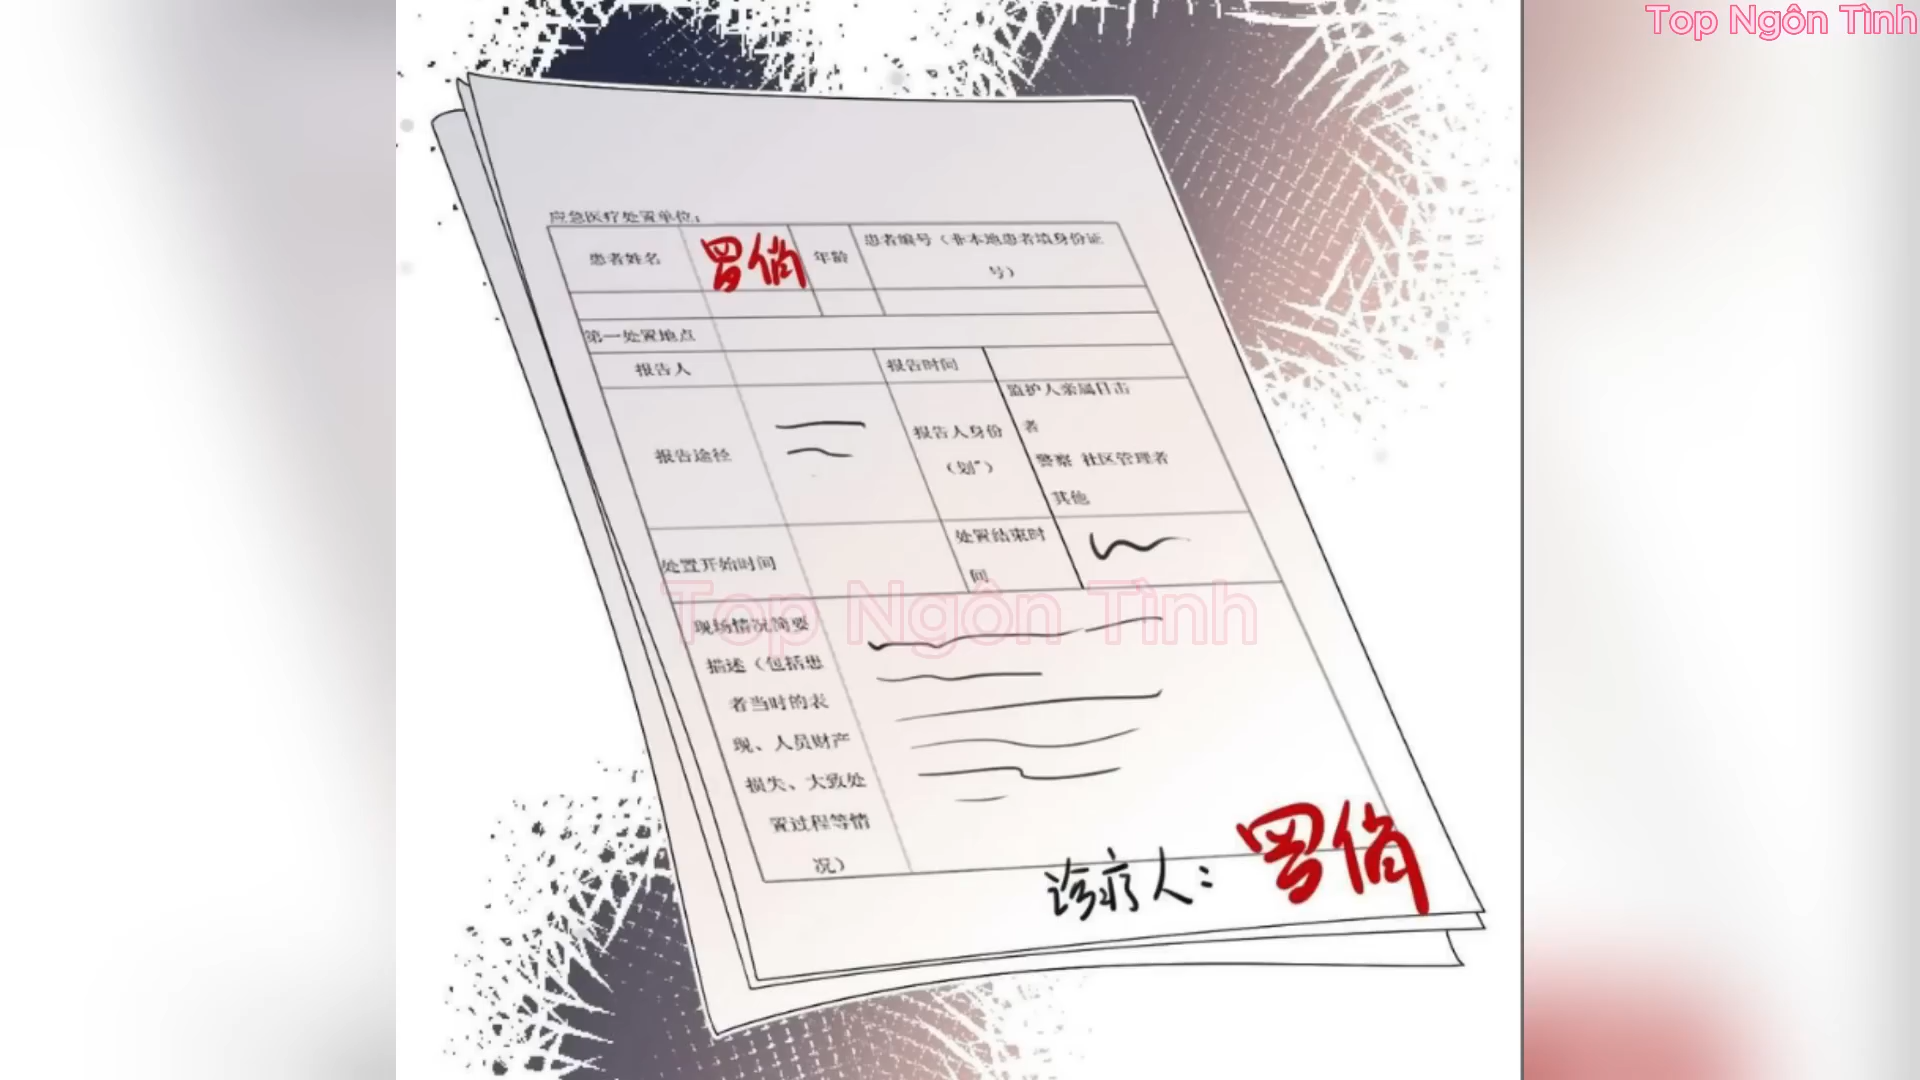 Top Ngôn Tình
应急医疗处置单位：
患者姓名 罗俏 年龄 患者编号（非本地患者填身份证
号）
第一处置地点
报告人 报告时间
报告途径
报告人身份
（划"）
监护人亲属目击
者
警察 社区管理者
其他
处置开始时间
处置结束时
间
Top Ngôn Tình
现场情况简要
描述（包括患
者当时的表
现、人员财产
损失、大致处
置过程等情
况）
诊疗人：罗俏